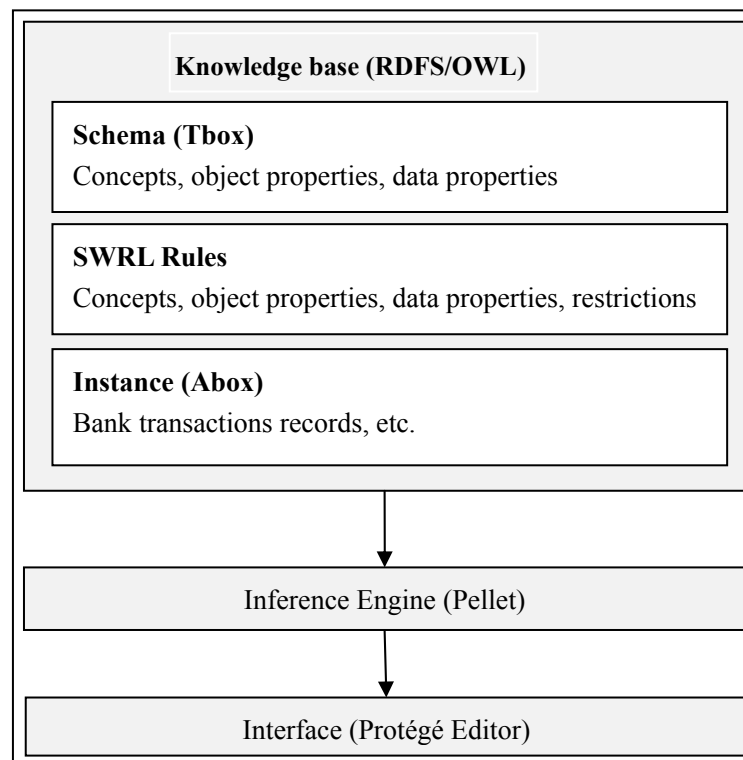 Knowledge base (RDFS/OWL)
Schema (Tbox)
Concepts, object properties, data properties
SWRL Rules
Concepts, object properties, data properties, restrictions
Instance (Abox)
Bank transactions records, etc.
Inference Engine (Pellet)
Interface (Protégé Editor)